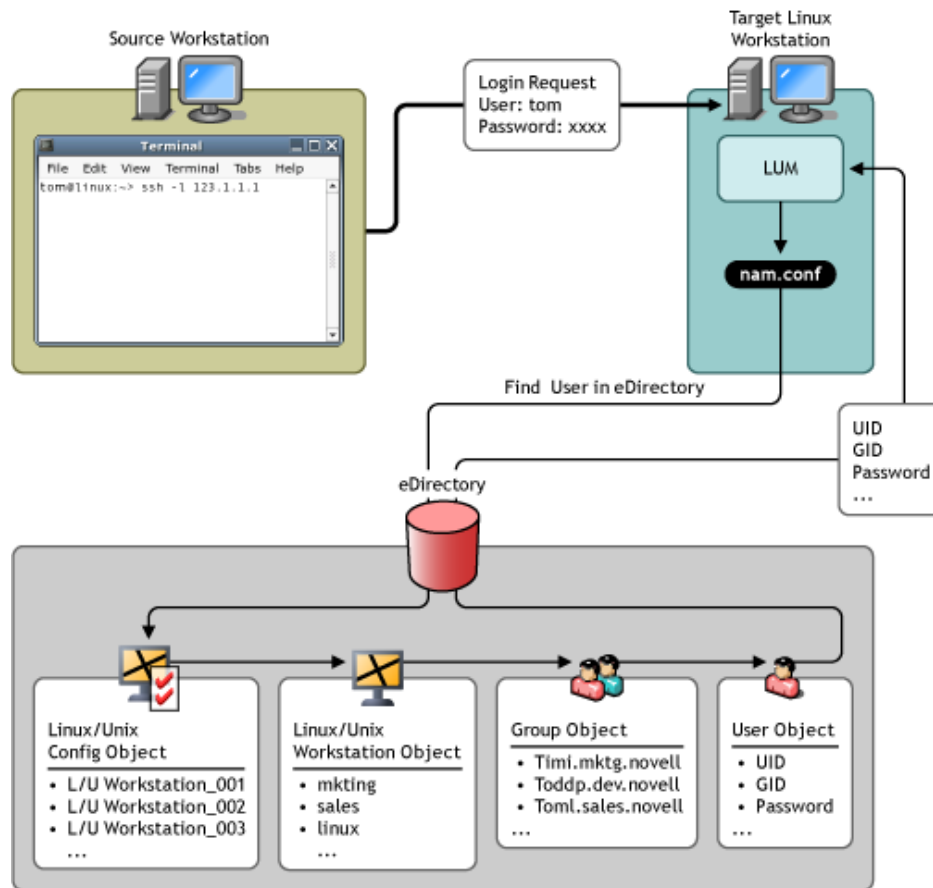 Source Workstation
Target Linux
Workstation
Login Request
User: tom
Password: xxxx
Terminal
File Edit View Terminal Tabs Help
tom@linux:~> ssh -l 123.1.1.1
LUM
nam.conf
Find User in eDirectory
UID
GID
Password
...
eDirectory
Linux/Unix
Config Object
• L/U Workstation_001
• L/U Workstation_002
• L/U Workstation_003
...
Linux/Unix
Workstation Object
• mkting
• sales
• linux
...
Group Object
• Timi.mktg.novell
• Toddp.dev.novell
• Toml.sales.novell
...
User Object
• UID
• GID
• Password
...